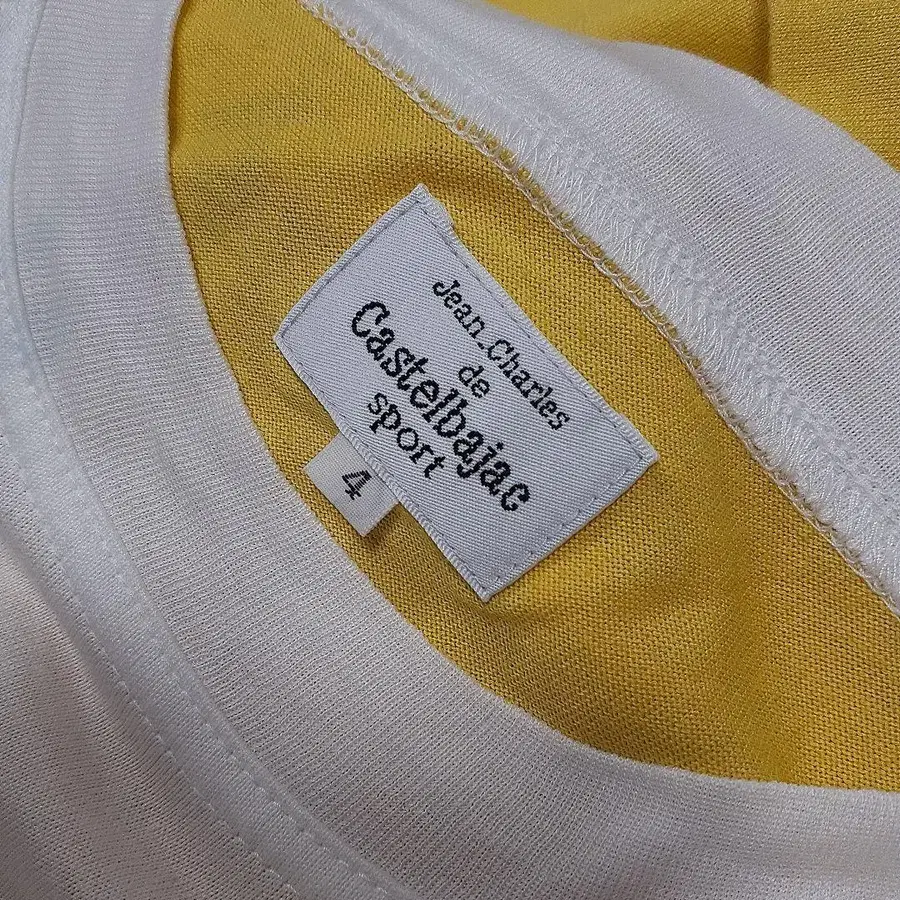 Jean_Charles
de
Castelbajac
sport
4